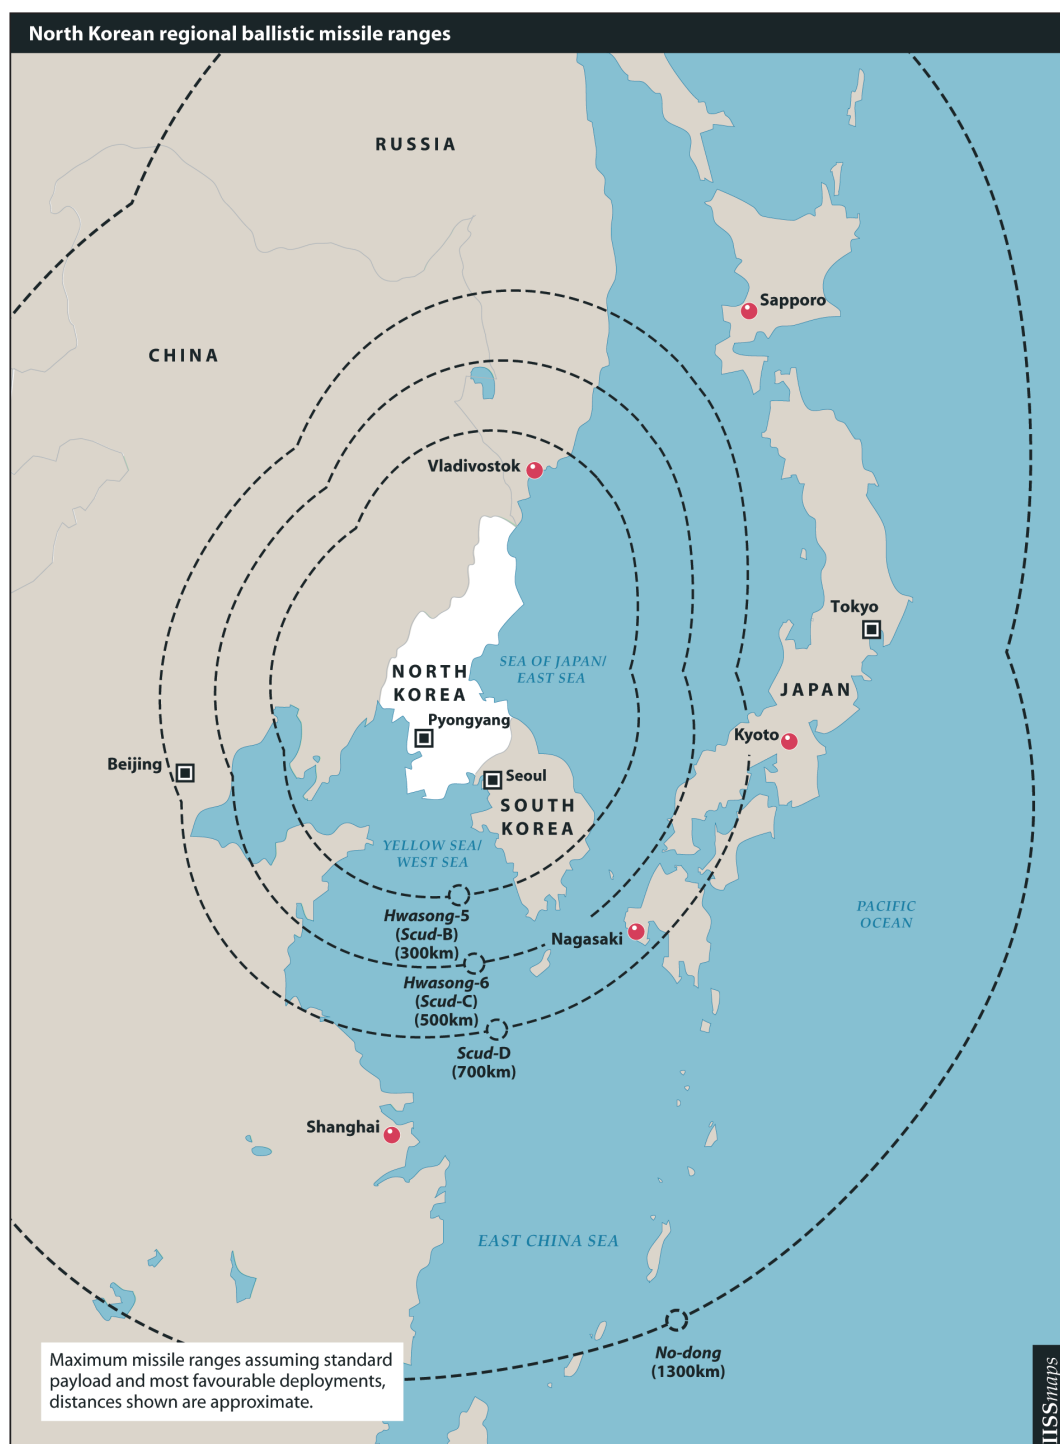 North Korean regional ballistic missile ranges
RUSSIA
Sapporo
CHINA
Vladivostok
Tokyo
SEA OF JAPAN/
EAST SEA
NORTH
KOREA
JAPAN
Pyongyang
Kyoto
Beijing
Seoul
SOUTH
KOREA
YELLOW SEA/
WEST SEA
PACIFIC
OCEAN
Hwasong-5
(Scud-B)
(300km)
Nagasaki
Hwasong-6
(Scud-C)
(500km)
Scud-D
(700km)
Shanghai
EAST CHINA SEA
No-dong
(1300km)
Maximum missile ranges assuming standard
payload and most favourable deployments,
distances shown are approximate.
IISSmaps